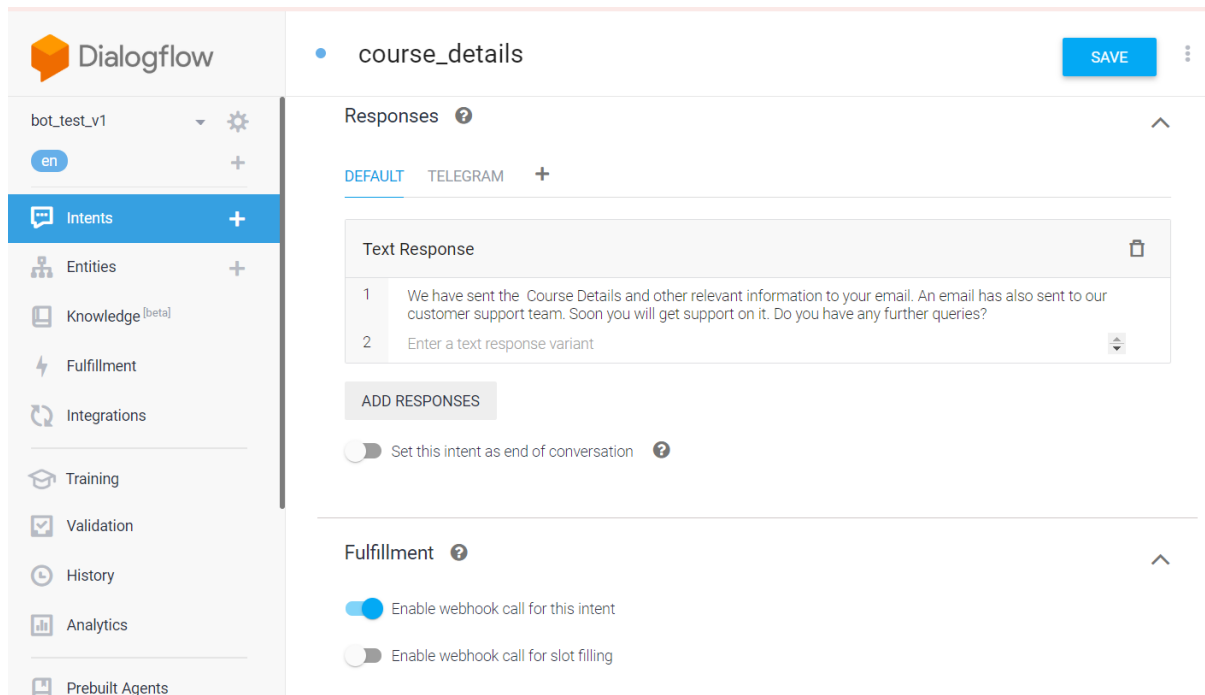 Dialogflow
course_details
SAVE
bot_test_v1
en
Intents
Entities
Knowledge [beta]
Fulfillment
Integrations
Training
Validation
History
Analytics
Prebuilt Agents
Responses
DEFAULT TELEGRAM
Text Response
1 We have sent the  Course Details and other relevant information to your email. An email has also sent to our
customer support team. Soon you will get support on it. Do you have any further queries?
2 Enter a text response variant
ADD RESPONSES
Set this intent as end of conversation
Fulfillment
Enable webhook call for this intent
Enable webhook call for slot filling